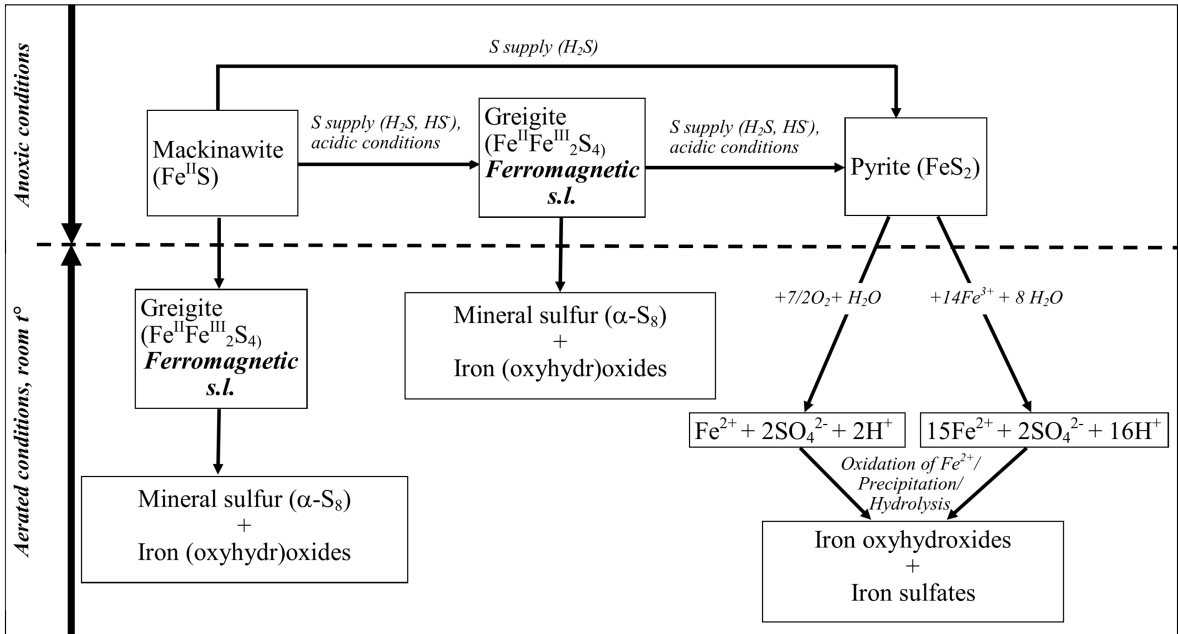 Anoxic conditions
S supply (H₂S)
Mackinawite
(FeᴵᴵS)
S supply (H₂S, HS⁻),
acidic conditions
Greigite
(FeᴵᴵFeᴵᴵᴵ₂S₄)
Ferromagnetic
s.l.
S supply (H₂S, HS⁻),
acidic conditions
Pyrite (FeS₂)
Aerated conditions, room t°
Greigite
(FeᴵᴵFeᴵᴵᴵ₂S₄)
Ferromagnetic
s.l.
Mineral sulfur (α-S₈)
+
Iron (oxyhydr)oxides
Mineral sulfur (α-S₈)
+
Iron (oxyhydr)oxides
+7/2O₂+ H₂O
+14Fe³⁺ + 8 H₂O
Fe²⁺ + 2SO₄²⁻ + 2H⁺
15Fe²⁺ + 2SO₄²⁻ + 16H⁺
Oxidation of Fe²⁺/
Precipitation/
Hydrolysis
Iron oxyhydroxides
+
Iron sulfates